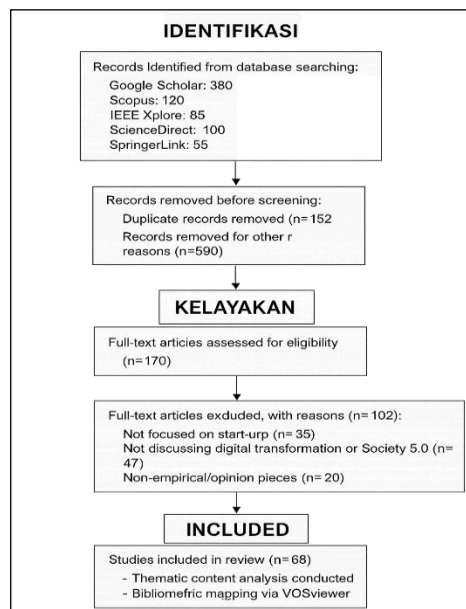 IDENTIFIKASI
Records Identified from database searching:
Google Scholar: 380
Scopus: 120
IEEE Xplore: 85
ScienceDirect: 100
SpringerLink: 55
Records removed before screening:
Duplicate records removed (n=152
Records removed for other r
reasons (n=590)
KELAYAKAN
Full-text articles assessed for eligibility
(n=170)
Full-text articles exduded, with reasons (n=102):
Not focused on start-urp (n=35)
Not discussing digital transformation or Society 5.0 (n=
47)
Non-empirical/opinion pieces (n=20)
INCLUDED
Studies included in review (n=68)
- Thematic content analysis conducted
- Bibliomefric mapping via VOSviewer